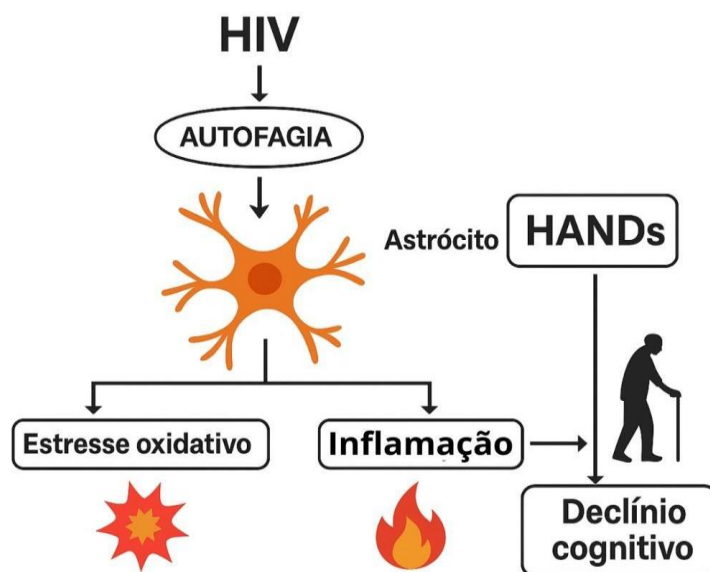 HIV
AUTOFAGIA
Astrócito
HANDs
Estresse oxidativo
Inflamação
Declínio
cognitivo